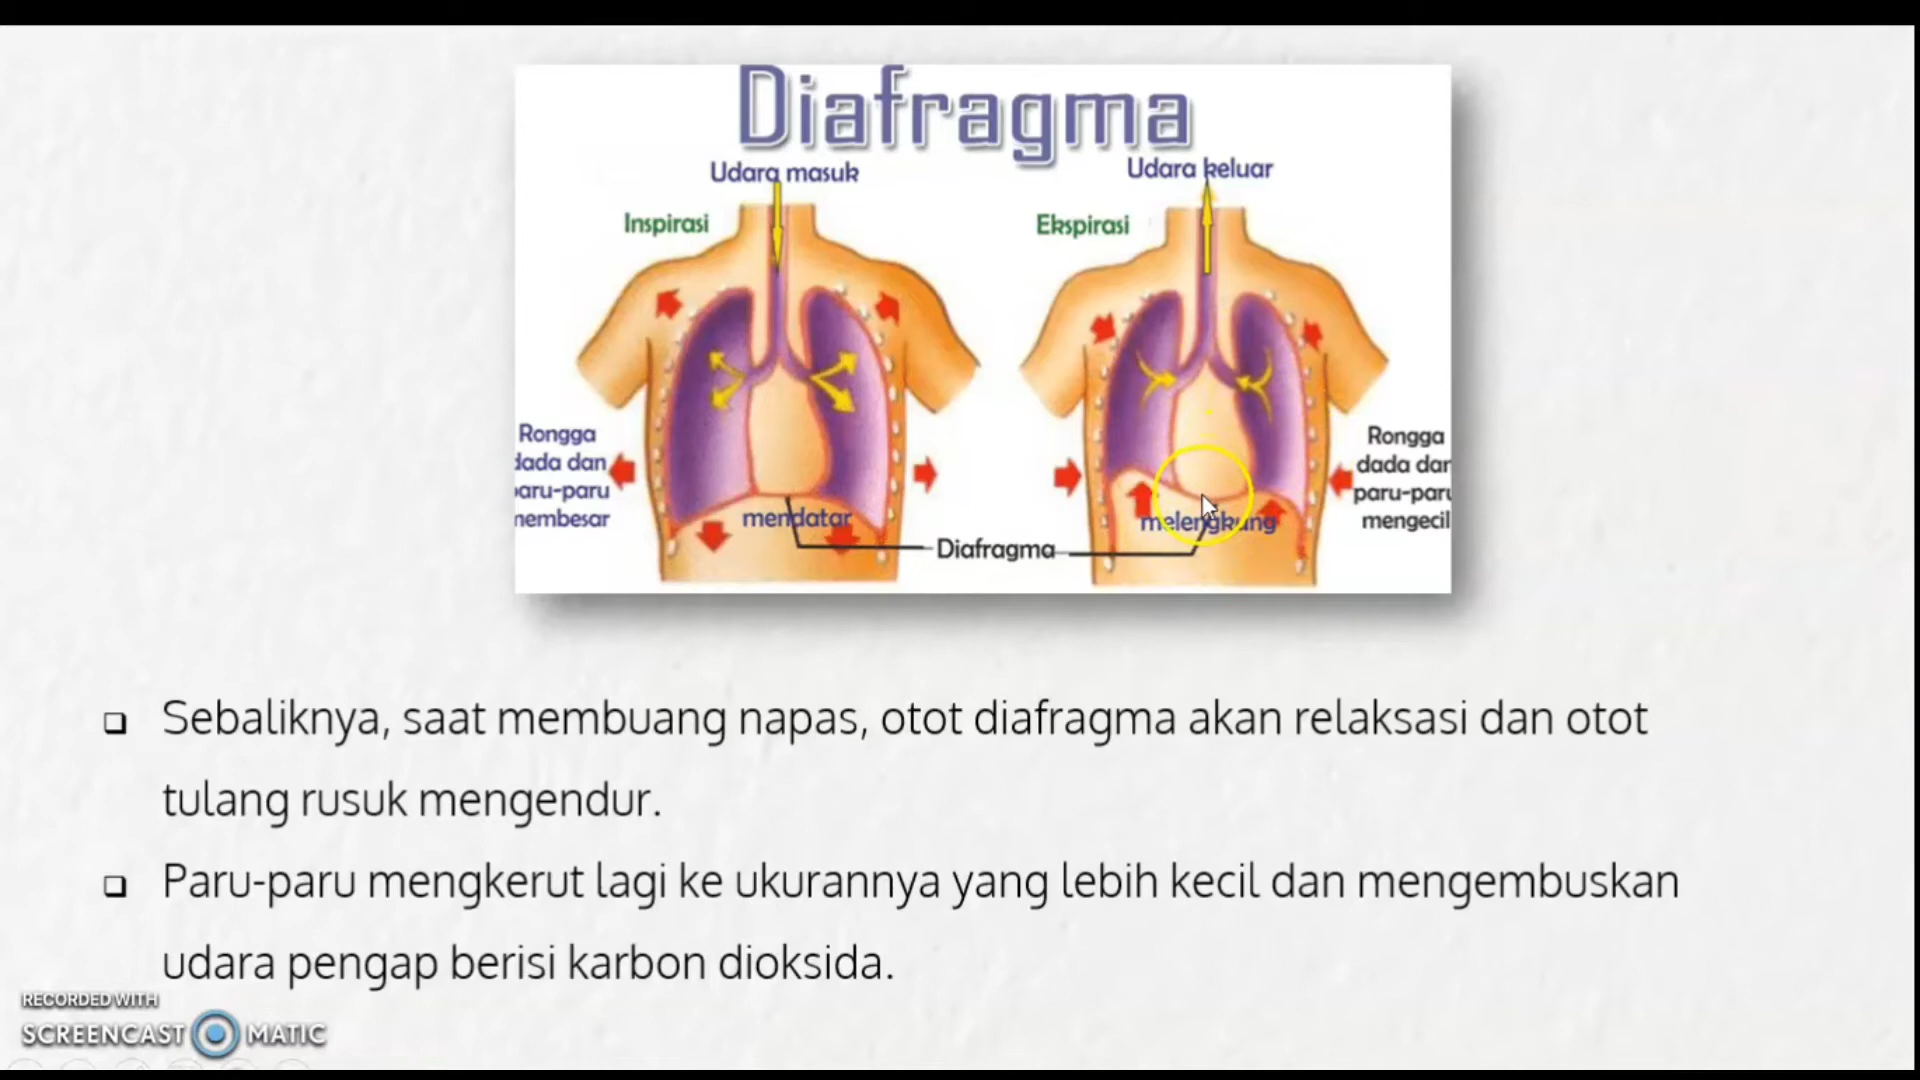 Diafragma
Udara masuk
Udara keluar
Inspirasi
Ekspirasi
Rongga
dada dan
paru-paru
membesar
Rongga
dada dan
paru-paru
mengecil
mendatar
melengkung
Diafragma
Sebaliknya, saat membuang napas, otot diafragma akan relaksasi dan otot
tulang rusuk mengendur.
Paru-paru mengkerut lagi ke ukurannya yang lebih kecil dan mengembuskan
udara pengap berisi karbon dioksida.
RECORDED WITH
SCREENCAST MATIC